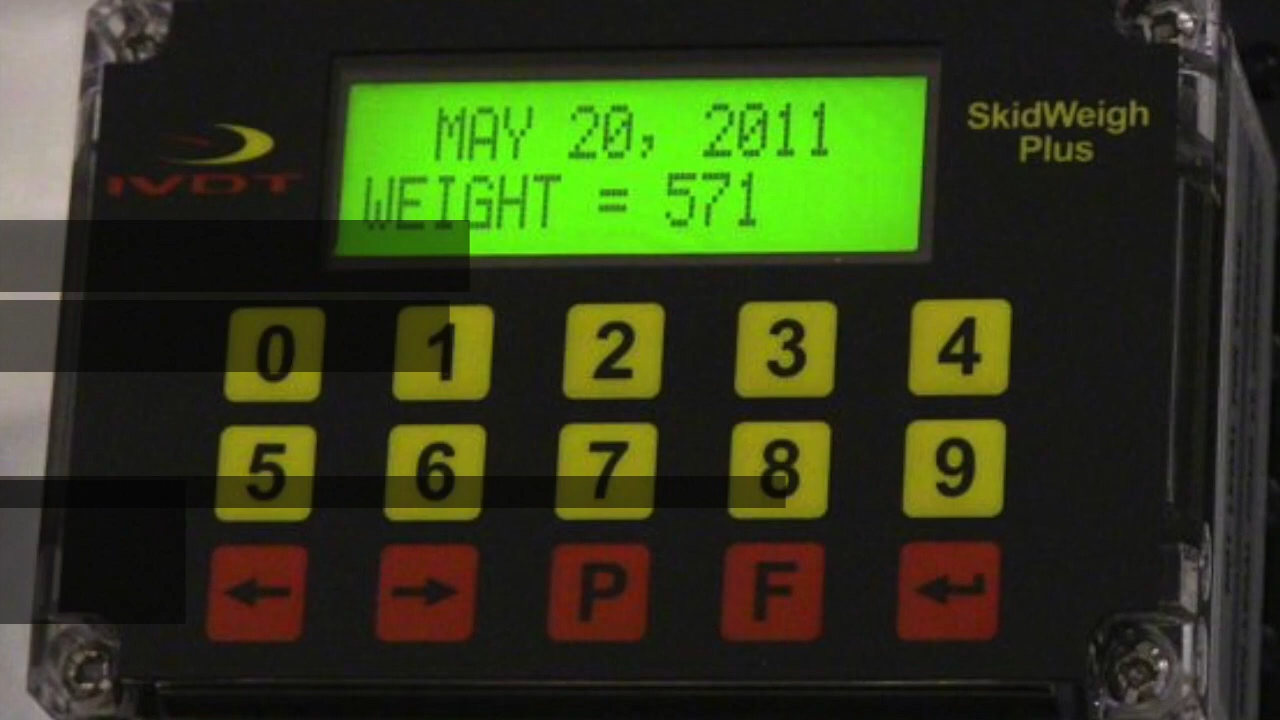 MAY 20, 2011
WEIGHT = 571
IVDT
SkidWeigh
Plus
0 1 2 3 4
5 6 7 8 9
← → P F ↵